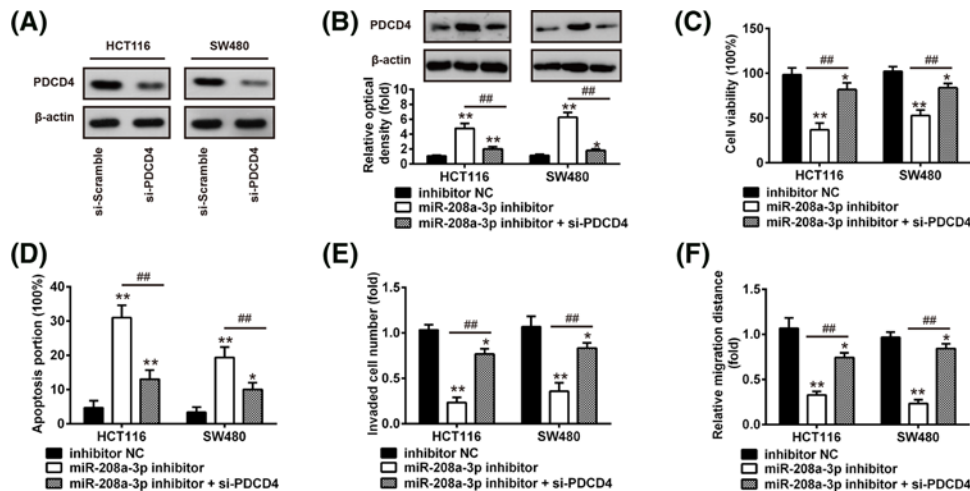 (A)
HCT116 SW480
PDCD4
β-actin
si-Scramble si-PDCD4 si-Scramble si-PDCD4
(B)
PDCD4
β-actin
Relative optical
density (fold)
8
6
4
2
0
** ## ** ** ## *
HCT116 SW480
inhibitor NC
miR-208a-3p inhibitor
miR-208a-3p inhibitor + si-PDCD4
(C)
Cell viability (100%)
150
100
50
0
** ## * ** ## *
HCT116 SW480
inhibitor NC
miR-208a-3p inhibitor
miR-208a-3p inhibitor + si-PDCD4
(D)
Apoptosis portion (100%)
40
30
20
10
0
** ## ** ** ## *
HCT116 SW480
inhibitor NC
miR-208a-3p inhibitor
miR-208a-3p inhibitor + si-PDCD4
(E)
Invaded cell number (fold)
1.5
1.0
0.5
0.0
** ## * ** ## *
HCT116 SW480
inhibitor NC
miR-208a-3p inhibitor
miR-208a-3p inhibitor + si-PDCD4
(F)
Relative migration distance
(fold)
1.5
1.0
0.5
0.0
** ## * ** ## *
HCT116 SW480
inhibitor NC
miR-208a-3p inhibitor
miR-208a-3p inhibitor + si-PDCD4